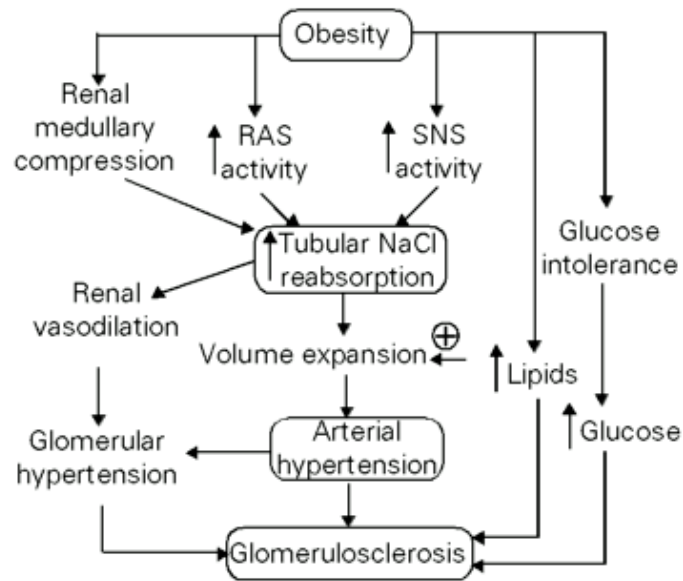 Obesity
Renal
medullary
compression
RAS
activity
SNS
activity
Tubular NaCl
reabsorption
Glucose
intolerance
Renal
vasodilation
Volume expansion
Lipids
Glucose
Glomerular
hypertension
Arterial
hypertension
Glomerulosclerosis